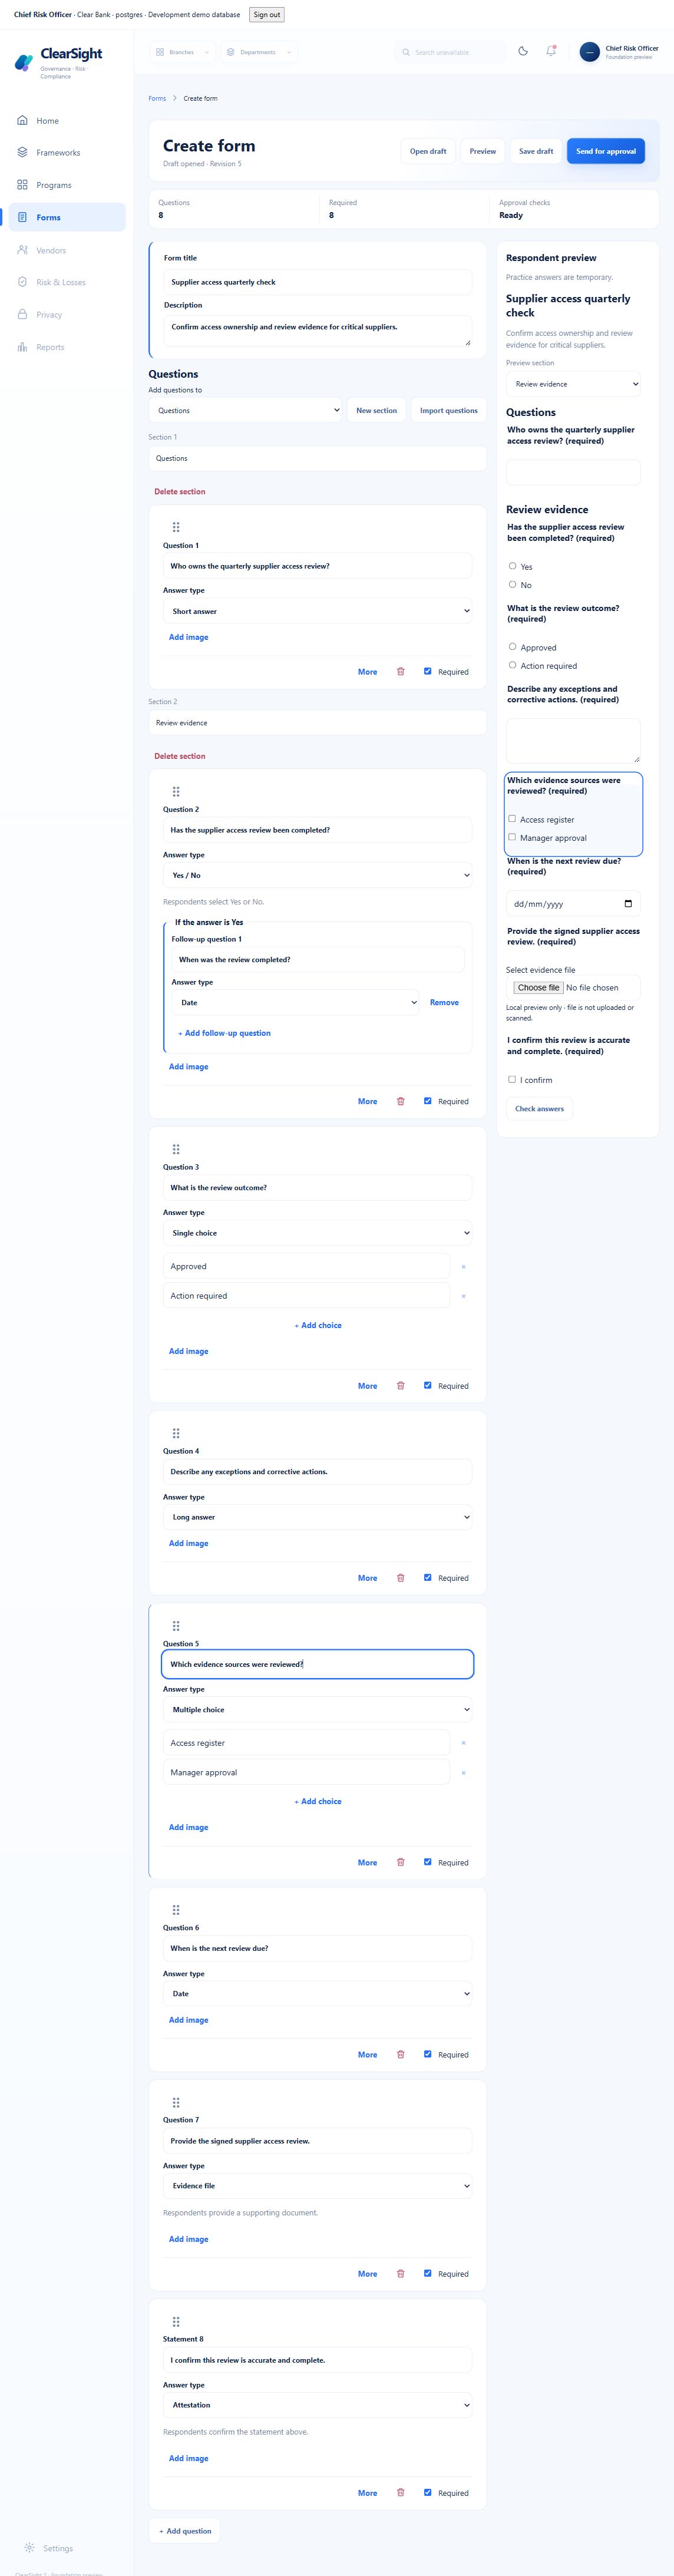 Chief Risk Officer · Clear Bank · postgres · Development demo database
Sign out
ClearSight
Governance · Risk ·
Compliance
Branches
Departments
Search unavailable
Chief Risk Officer
Foundation preview
Home
Frameworks
Programs
Forms
Vendors
Risk & Losses
Privacy
Reports
Settings
Forms
Create form
Create form
Draft opened · Revision 5
Open draft
Preview
Save draft
Send for approval
Questions
8
Required
8
Approval checks
Ready
Form title
Supplier access quarterly check
Description
Confirm access ownership and review evidence for critical suppliers.
Questions
Add questions to
Questions
New section
Import questions
Section 1
Questions
Delete section
Question 1
Who owns the quarterly supplier access review?
Answer type
Short answer
Add image
More
Required
Section 2
Review evidence
Delete section
Question 2
Has the supplier access review been completed?
Answer type
Yes / No
Respondents select Yes or No.
If the answer is Yes
Follow-up question 1
When was the review completed?
Answer type
Date
Remove
+ Add follow-up question
Add image
More
Required
Question 3
What is the review outcome?
Answer type
Single choice
Approved
×
Action required
×
+ Add choice
Add image
More
Required
Question 4
Describe any exceptions and corrective actions.
Answer type
Long answer
Add image
More
Required
Question 5
Which evidence sources were reviewed?
Answer type
Multiple choice
Access register
×
Manager approval
×
+ Add choice
Add image
More
Required
Question 6
When is the next review due?
Answer type
Date
Add image
More
Required
Question 7
Provide the signed supplier access review.
Answer type
Evidence file
Respondents provide a supporting document.
Add image
More
Required
Statement 8
I confirm this review is accurate and complete.
Answer type
Attestation
Respondents confirm the statement above.
Add image
More
Required
+ Add question
Respondent preview
Practice answers are temporary.
Supplier access quarterly
check
Confirm access ownership and review
evidence for critical suppliers.
Preview section
Review evidence
Questions
Who owns the quarterly supplier
access review? (required)
Review evidence
Has the supplier access review
been completed? (required)
Yes
No
What is the review outcome?
(required)
Approved
Action required
Describe any exceptions and
corrective actions. (required)
Which evidence sources were
reviewed? (required)
Access register
Manager approval
When is the next review due?
(required)
dd/mm/yyyy
Provide the signed supplier access
review. (required)
Select evidence file
Choose file No file chosen
Local preview only · file is not uploaded or
scanned.
I confirm this review is accurate
and complete. (required)
I confirm
Check answers